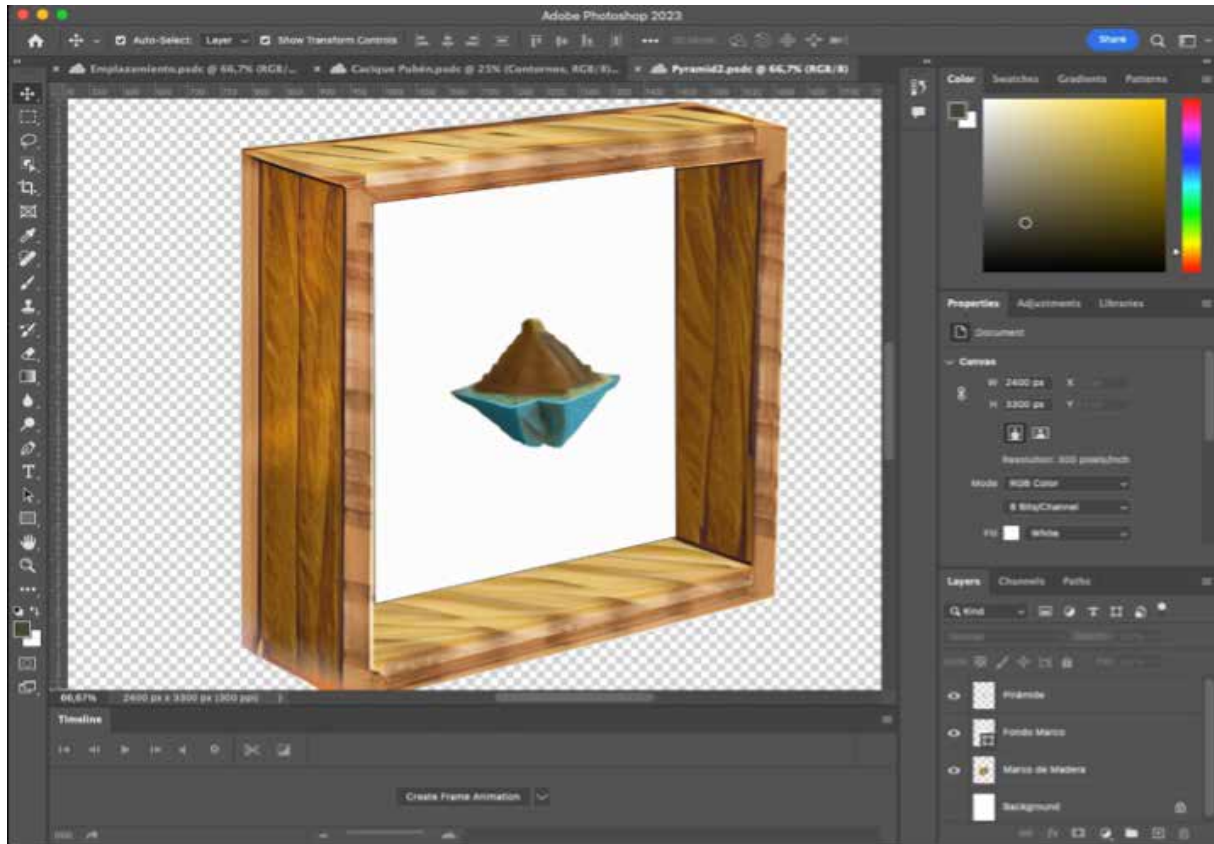 Adobe Photoshop 2023
Auto-Select: Layer Show Transform Controls ••• Share
× Emplazamiento.psdc @ 66,7% (RGB/... × Cacique Pubén.psdc @ 25% (Contornos, RGB/8)... × Pyramid2.psdc @ 66,7% (RGB/8)
Color Swatches Gradients Patterns
Properties Adjustments Libraries
Document
Canvas
W 2400 px X
H 3300 px Y
Resolution: 300 pixels/inch
Mode RGB Color
8 Bits/Channel
Fill White
Layers Channels Paths
Kind
Pirámide
Fondo Marco
Marco de Madera
Background
66,67% 2400 px x 3300 px (300 ppi)
Timeline
Create Frame Animation